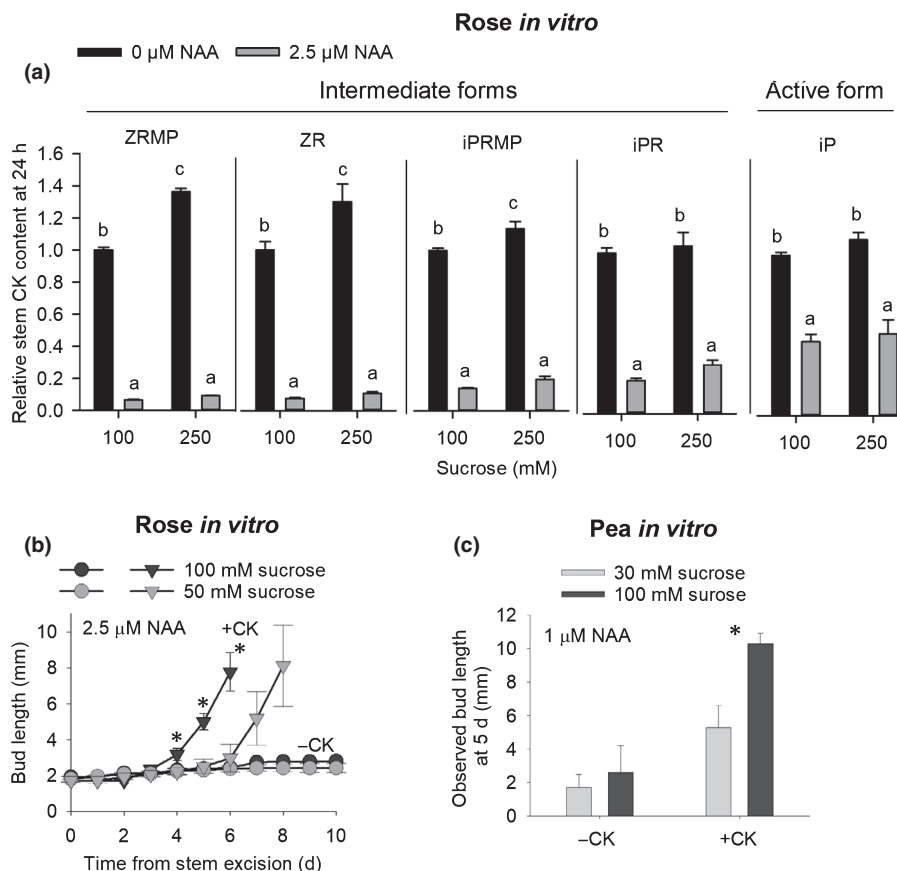 Rose in vitro
0 µM NAA 2.5 µM NAA
(a)
Intermediate forms Active form
ZRMP ZR iPRMP iPR iP
Relative stem CK content at 24 h
1.6
1.4
1.2
1.0
0.8
0.6
0.4
0.2
0.0
b a c a b a c a b a c a b a b a b a b a
100 250 100 250 100 250 100 250 100 250
Sucrose (mM)
Rose in vitro
(b)
100 mM sucrose
50 mM sucrose
2.5 µM NAA
+CK
* * *
–CK
Bud length (mm)
10
8
6
4
2
0
0 2 4 6 8 10
Time from stem excision (d)
Pea in vitro
(c)
30 mM sucrose
100 mM surose
1 µM NAA
*
Observed bud length
at 5 d (mm)
12
10
8
6
4
2
0
–CK +CK